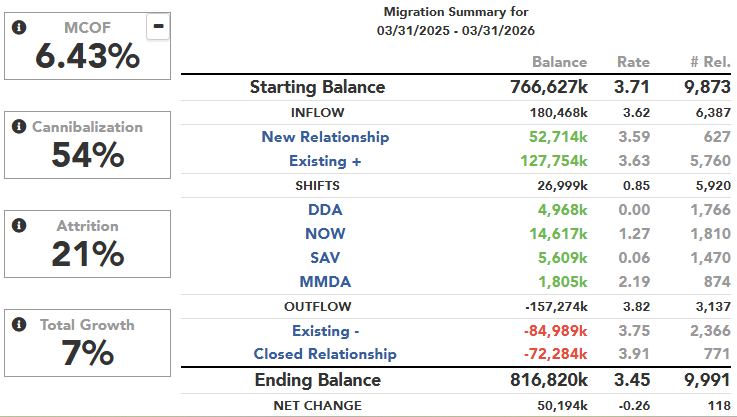 MCOF
6.43%
Cannibalization
54%
Attrition
21%
Total Growth
7%
Migration Summary for
03/31/2025 - 03/31/2026
Balance Rate # Rel.
Starting Balance 766,627k 3.71 9,873
INFLOW 180,468k 3.62 6,387
New Relationship 52,714k 3.59 627
Existing + 127,754k 3.63 5,760
SHIFTS 26,999k 0.85 5,920
DDA 4,968k 0.00 1,766
NOW 14,617k 1.27 1,810
SAV 5,609k 0.06 1,470
MMDA 1,805k 2.19 874
OUTFLOW -157,274k 3.82 3,137
Existing - -84,989k 3.75 2,366
Closed Relationship -72,284k 3.91 771
Ending Balance 816,820k 3.45 9,991
NET CHANGE 50,194k -0.26 118